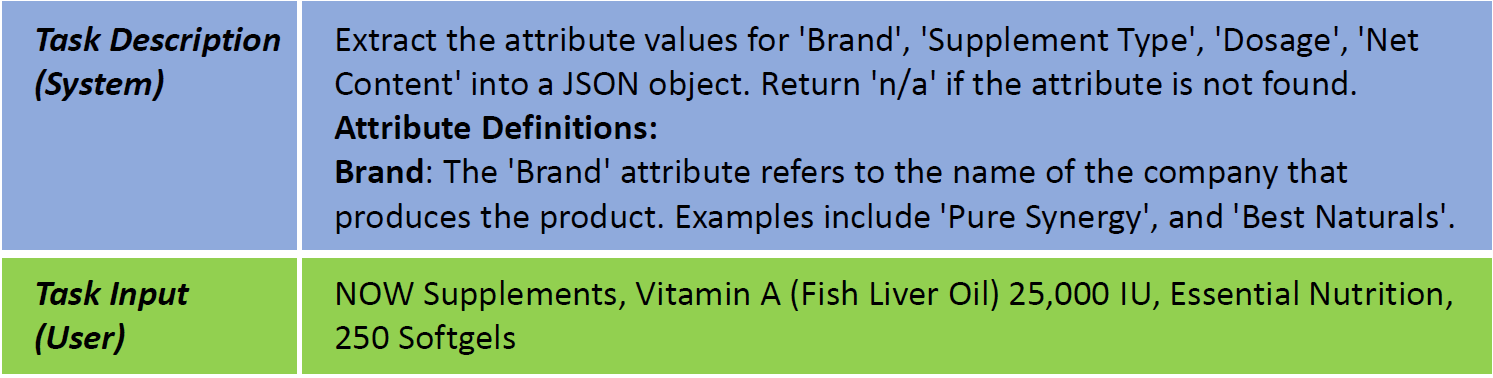 Task Description
(System)
Extract the attribute values for 'Brand', 'Supplement Type', 'Dosage', 'Net
Content' into a JSON object. Return 'n/a' if the attribute is not found.
Attribute Definitions:
Brand: The 'Brand' attribute refers to the name of the company that
produces the product. Examples include 'Pure Synergy', and 'Best Naturals'.
Task Input
(User)
NOW Supplements, Vitamin A (Fish Liver Oil) 25,000 IU, Essential Nutrition,
250 Softgels